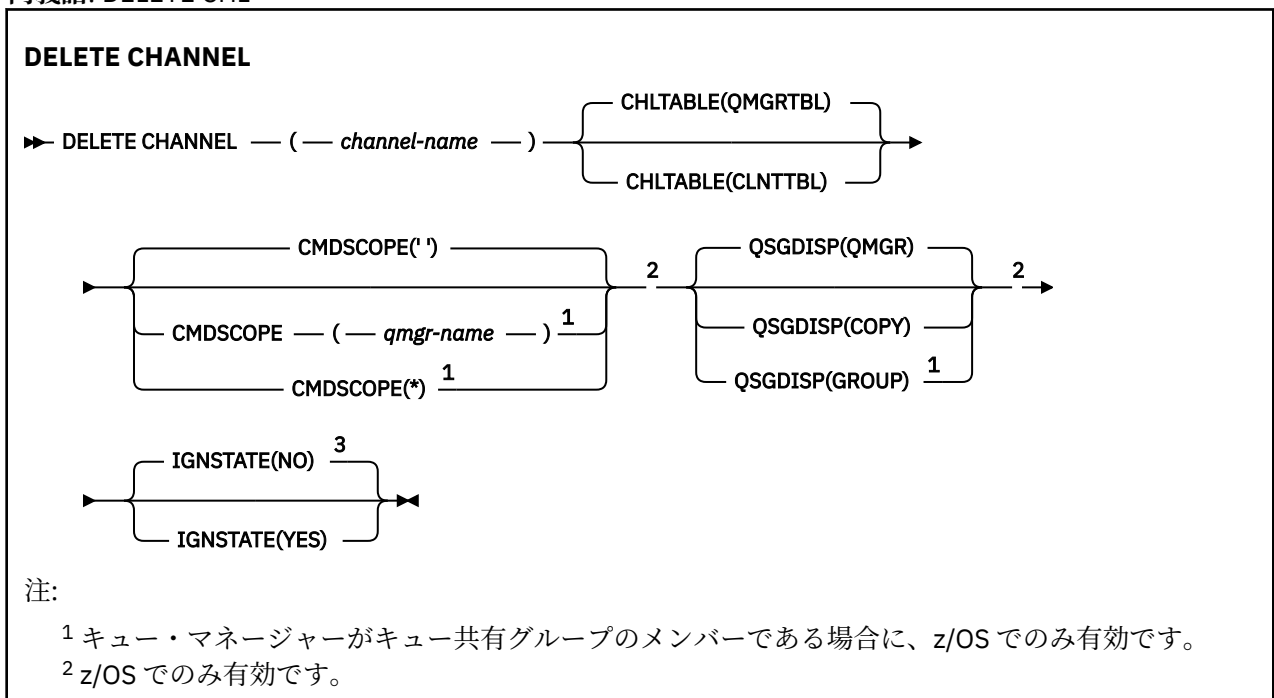 DELETE CHANNEL
CHLTABLE(QMGRTBL)
DELETE CHANNEL ( channel-name )
CHLTABLE(CLNTTBL)
CMDSCOPE(' ') 2 QSGDISP(QMGR) 2
CMDSCOPE ( qmgr-name ) 1 QSGDISP(COPY)
CMDSCOPE(*) 1 QSGDISP(GROUP) 1
IGNSTATE(NO) 3
IGNSTATE(YES)
注:
1 キュー・マネージャーがキュー共有グループのメンバーである場合に、z/OS でのみ有効です。
2 z/OS でのみ有効です。